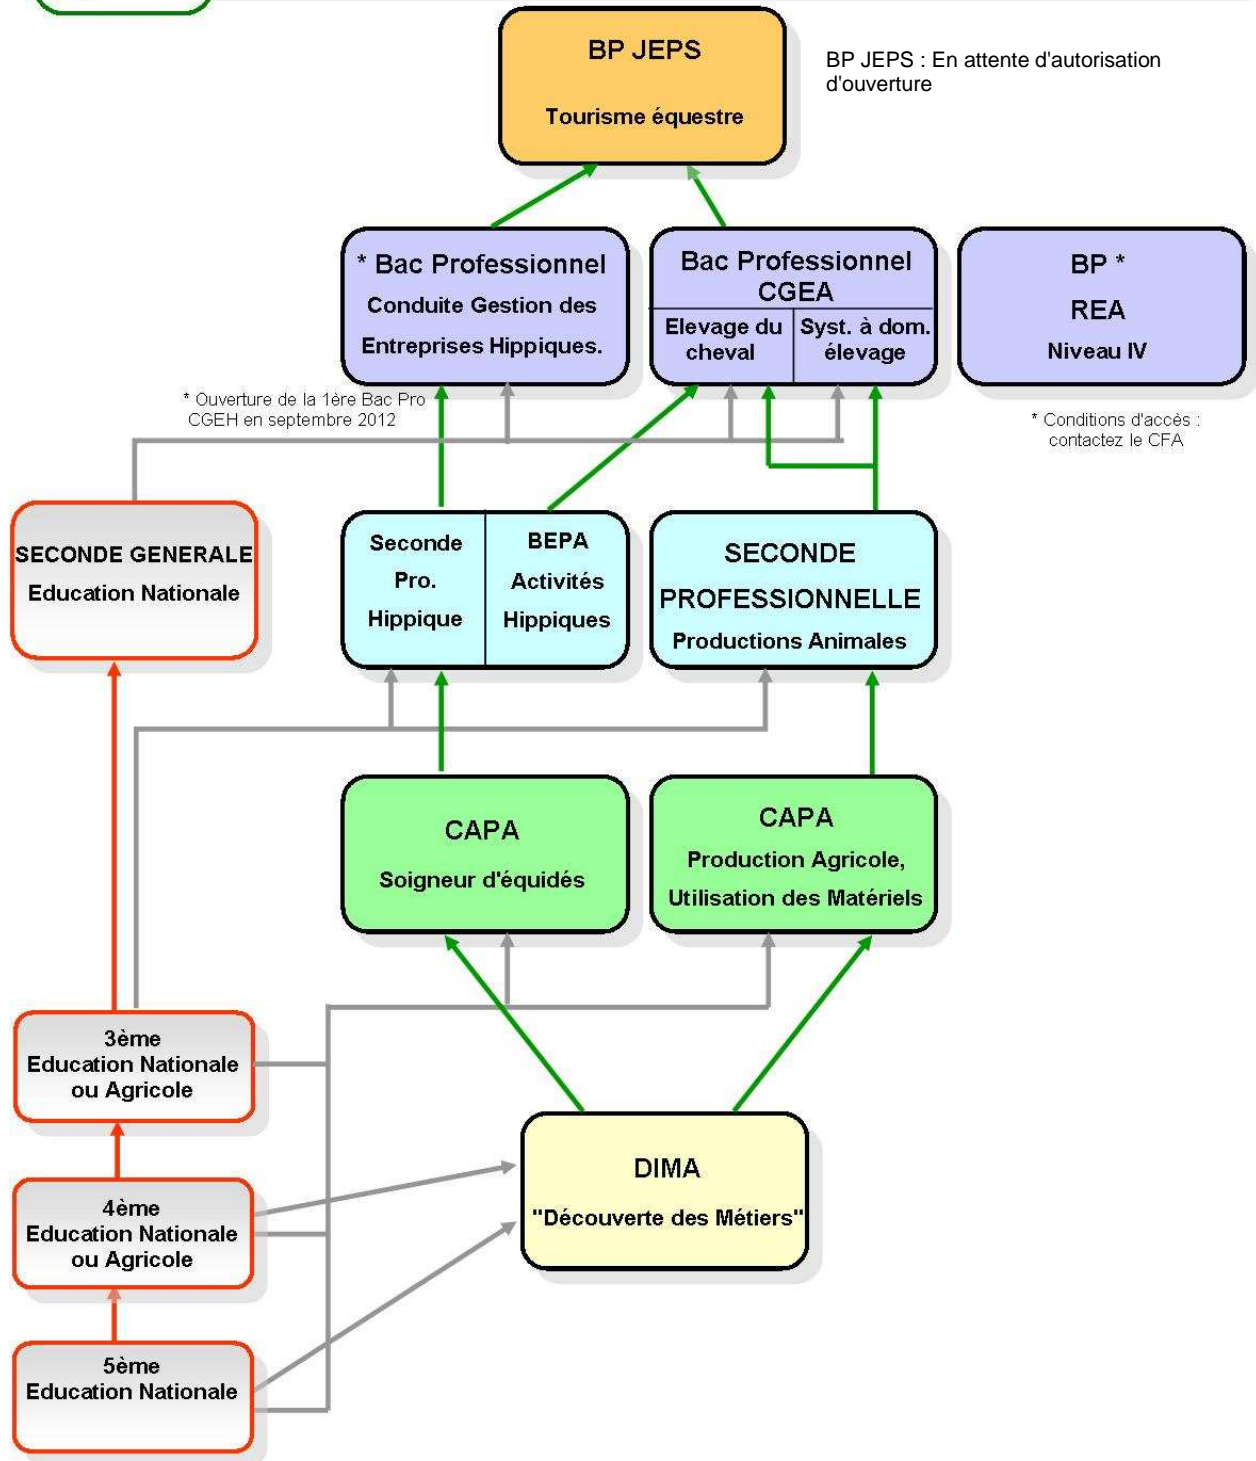 BP JEPS
Tourisme équestre
BP JEPS : En attente d'autorisation
d'ouverture
* Bac Professionnel
Conduite Gestion des
Entreprises Hippiques.
Bac Professionnel
CGEA
Elevage du
cheval
Syst. à dom.
élevage
BP *
REA
Niveau IV
* Ouverture de la 1ère Bac Pro
CGEH en septembre 2012
* Conditions d'accès :
contactez le CFA
SECONDE GENERALE
Education Nationale
Seconde
Pro.
Hippique
BEPA
Activités
Hippiques
SECONDE
PROFESSIONNELLE
Productions Animales
CAPA
Soigneur d'équidés
CAPA
Production Agricole,
Utilisation des Matériels
3ème
Education Nationale
ou Agricole
DIMA
"Découverte des Métiers"
4ème
Education Nationale
ou Agricole
5ème
Education Nationale